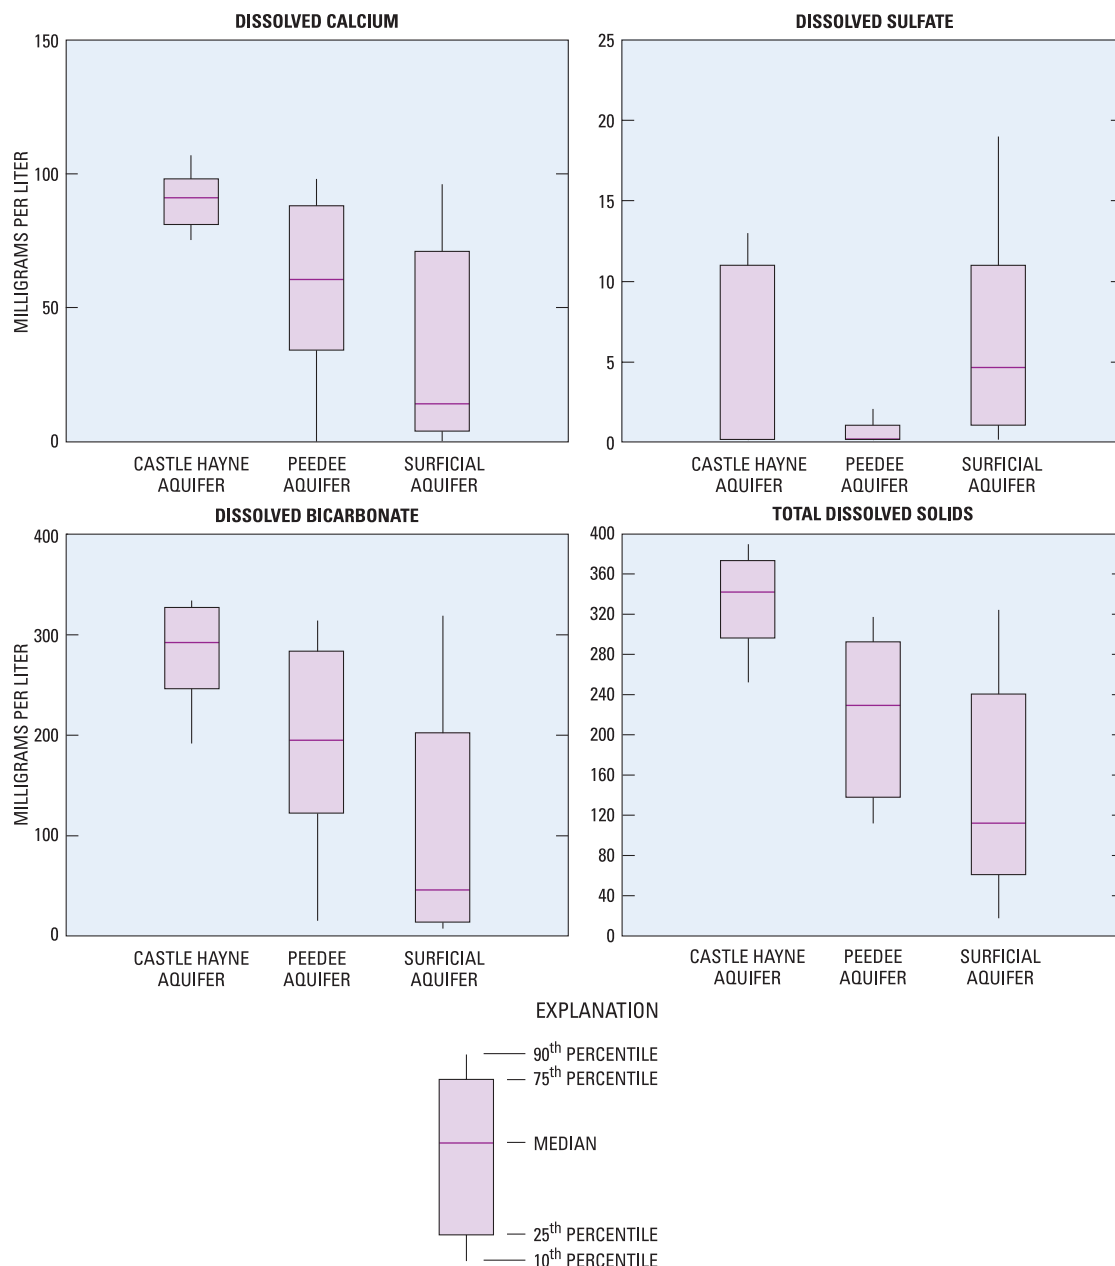 DISSOLVED CALCIUM
150
100
50
0
MILLIGRAMS PER LITER
CASTLE HAYNE
AQUIFER
PEEDEE
AQUIFER
SURFICIAL
AQUIFER
DISSOLVED SULFATE
25
20
15
10
5
0
CASTLE HAYNE
AQUIFER
PEEDEE
AQUIFER
SURFICIAL
AQUIFER
DISSOLVED BICARBONATE
400
300
200
100
0
MILLIGRAMS PER LITER
CASTLE HAYNE
AQUIFER
PEEDEE
AQUIFER
SURFICIAL
AQUIFER
TOTAL DISSOLVED SOLIDS
400
360
320
280
240
200
160
120
80
40
0
CASTLE HAYNE
AQUIFER
PEEDEE
AQUIFER
SURFICIAL
AQUIFER
EXPLANATION
90th PERCENTILE
75th PERCENTILE
MEDIAN
25th PERCENTILE
10th PERCENTILE